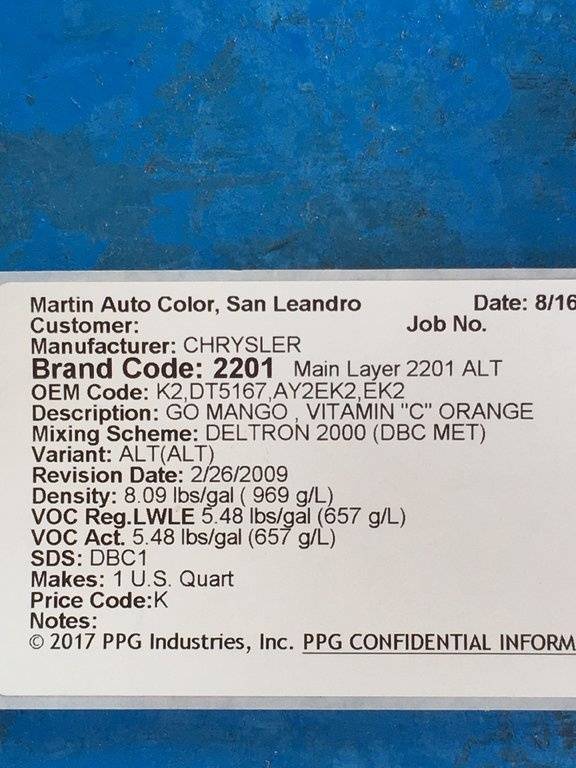 Martin Auto Color, San Leandro Date: 8/16
Customer: Job No.
Manufacturer: CHRYSLER
Brand Code: 2201 Main Layer 2201 ALT
OEM Code: K2,DT5167,AY2EK2,EK2
Description: GO MANGO , VITAMIN "C" ORANGE
Mixing Scheme: DELTRON 2000 (DBC MET)
Variant: ALT(ALT)
Revision Date: 2/26/2009
Density: 8.09 lbs/gal ( 969 g/L)
VOC Reg.LWLE 5.48 lbs/gal (657 g/L)
VOC Act. 5.48 lbs/gal (657 g/L)
SDS: DBC1
Makes: 1 U.S. Quart
Price Code:K
Notes:
© 2017 PPG Industries, Inc. PPG CONFIDENTIAL INFORM